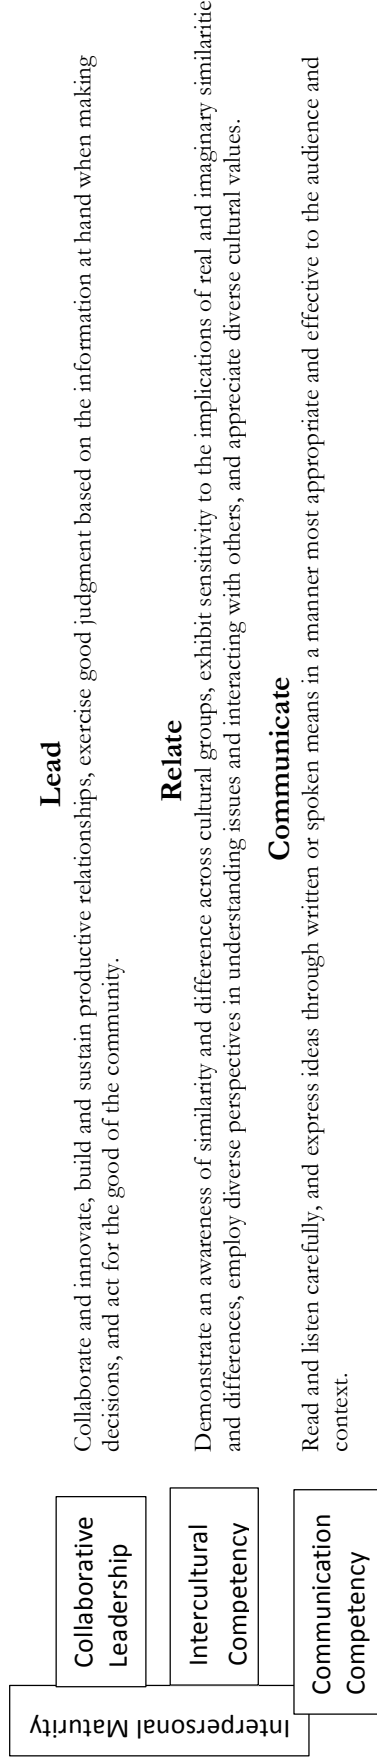 Interpersonal Maturity
Collaborative
Leadership
Lead
Collaborate and innovate, build and sustain productive relationships, exercise good judgment based on the information at hand when making
decisions, and act for the good of the community.
Intercultural
Competency
Relate
Demonstrate an awareness of similarity and difference across cultural groups, exhibit sensitivity to the implications of real and imaginary similaritie
and differences, employ diverse perspectives in understanding issues and interacting with others, and appreciate diverse cultural values.
Communication
Competency
Communicate
Read and listen carefully, and express ideas through written or spoken means in a manner most appropriate and effective to the audience and
context.